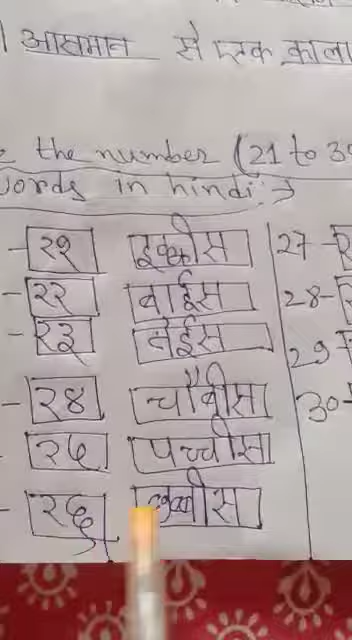 आसमान से एक काला
the number (21 to 3
words in hindi:→
- २१ इक्कीस 27 -
- २२ बाईस 28-
- २३ तेईस 29
- २४ चौबीस 30-
२५ पच्चीस
- २६ छब्बीस